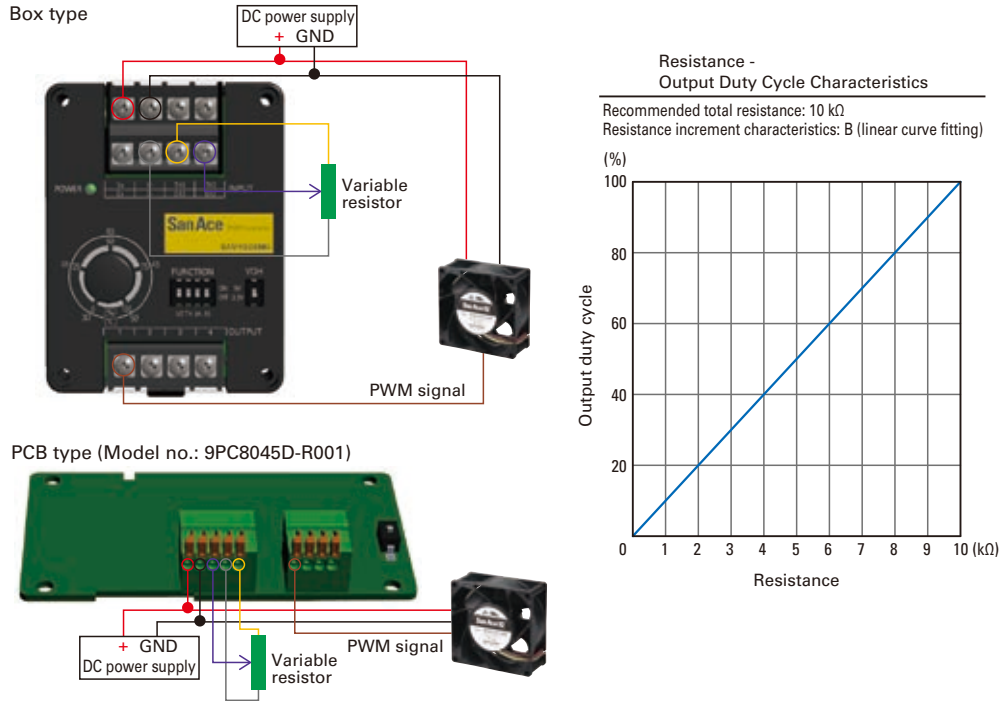 Box type
DC power supply
+ GND
Variable
resistor
POWER
INPUT
San Ace
FUNCTION
VOH
OUTPUT
PWM signal
PCB type (Model no.: 9PC8045D-R001)
+ GND
DC power supply
Variable
resistor
PWM signal
Resistance -
Output Duty Cycle Characteristics
Recommended total resistance: 10 kΩ
Resistance increment characteristics: B (linear curve fitting)
(%)
100
80
60
40
20
0 1 2 3 4 5 6 7 8 9 10 (kΩ)
Output duty cycle
Resistance